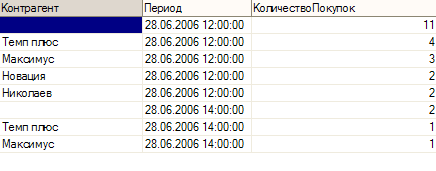 Контрагент Период КоличествоПокупок
28.06.2006 12:00:00 11
Темп плюс 28.06.2006 12:00:00 4
Максимус 28.06.2006 12:00:00 3
Новация 28.06.2006 12:00:00 2
Николаев 28.06.2006 12:00:00 2
28.06.2006 14:00:00 2
Темп плюс 28.06.2006 14:00:00 1
Максимус 28.06.2006 14:00:00 1